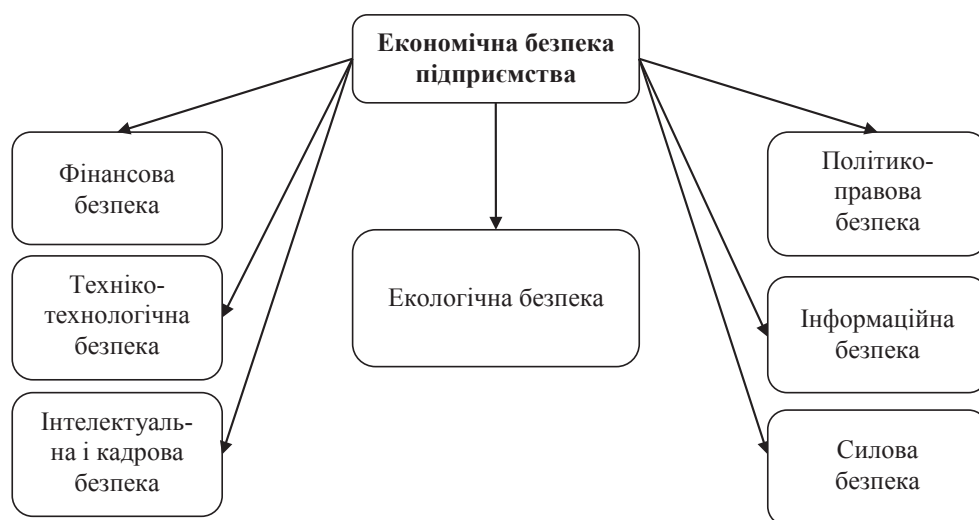 Економічна безпека
підприємства
Фінансова
безпека
Техніко-
технологічна
безпека
Інтелектуаль-
на і кадрова
безпека
Екологічна безпека
Політико-
правова
безпека
Інформаційна
безпека
Силова
безпека